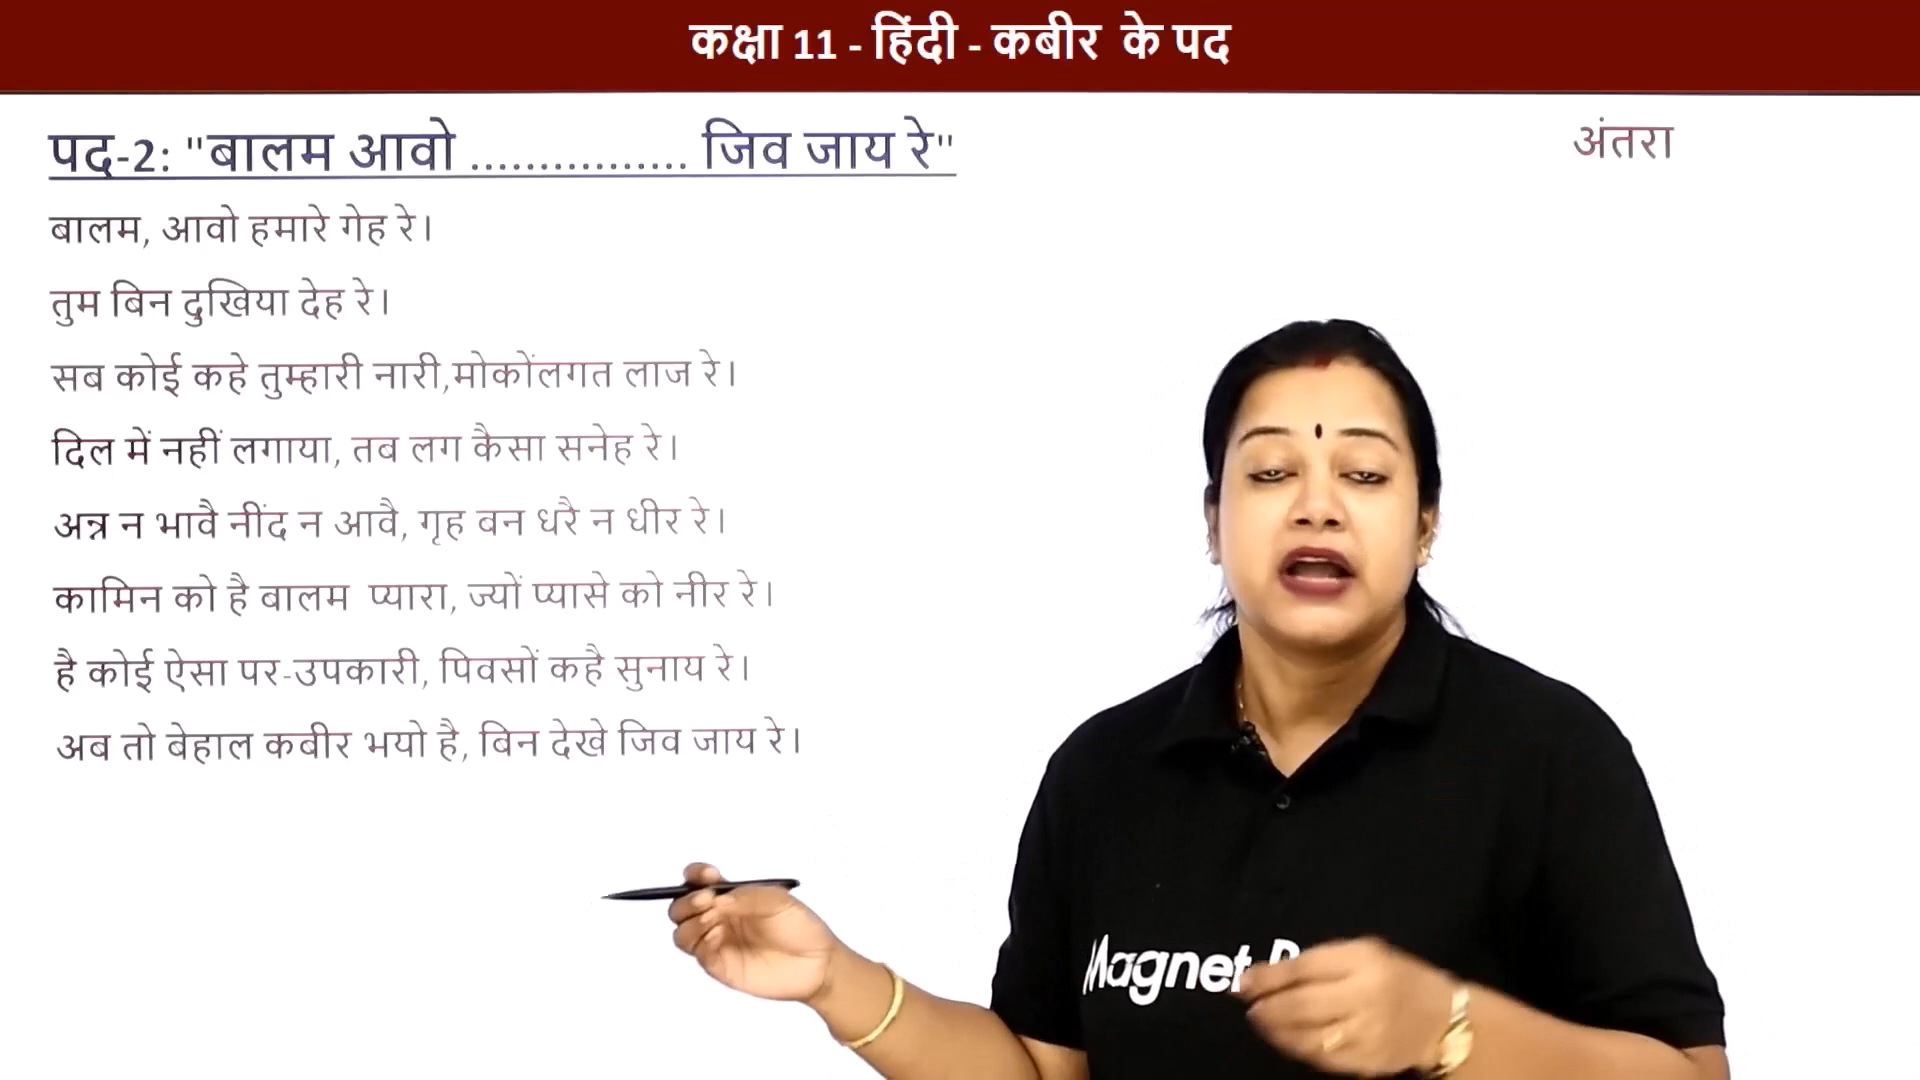 कक्षा 11 - हिंदी - कबीर के पद
पद-2: "बालम आवो ................ जिव जाय रे"
अंतरा
बालम, आवो हमारे गेह रे।
तुम बिन दुखिया देह रे।
सब कोई कहे तुम्हारी नारी,मोकोंलगत लाज रे।
दिल में नहीं लगाया, तब लग कैसा सनेह रे।
अन्न न भावै नींद न आवै, गृह बन धरै न धीर रे।
कामिन को है बालम प्यारा, ज्यों प्यासे को नीर रे।
है कोई ऐसा पर-उपकारी, पिवसों कहै सुनाय रे।
अब तो बेहाल कबीर भयो है, बिन देखे जिव जाय रे।
Magnet